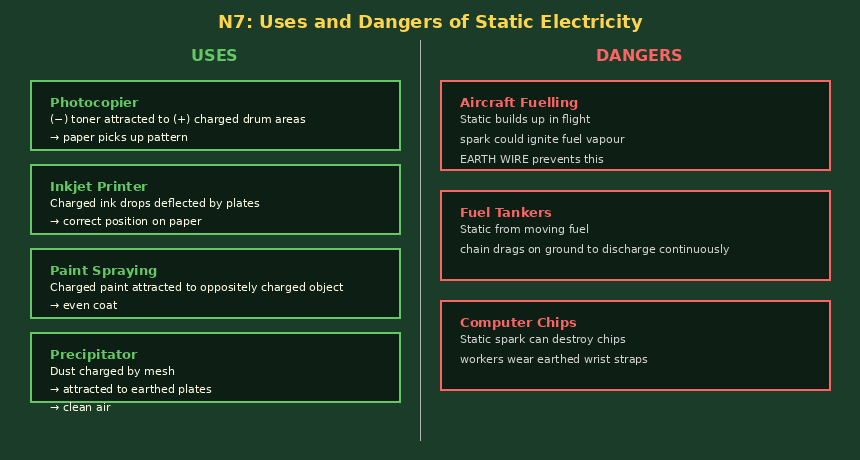 N7: Uses and Dangers of Static Electricity
USES
Photocopier
(−) toner attracted to (+) charged drum areas
→ paper picks up pattern
Inkjet Printer
Charged ink drops deflected by plates
→ correct position on paper
Paint Spraying
Charged paint attracted to oppositely charged object
→ even coat
Precipitator
Dust charged by mesh
→ attracted to earthed plates
→ clean air
DANGERS
Aircraft Fuelling
Static builds up in flight
spark could ignite fuel vapour
EARTH WIRE prevents this
Fuel Tankers
Static from moving fuel
chain drags on ground to discharge continuously
Computer Chips
Static spark can destroy chips
workers wear earthed wrist straps